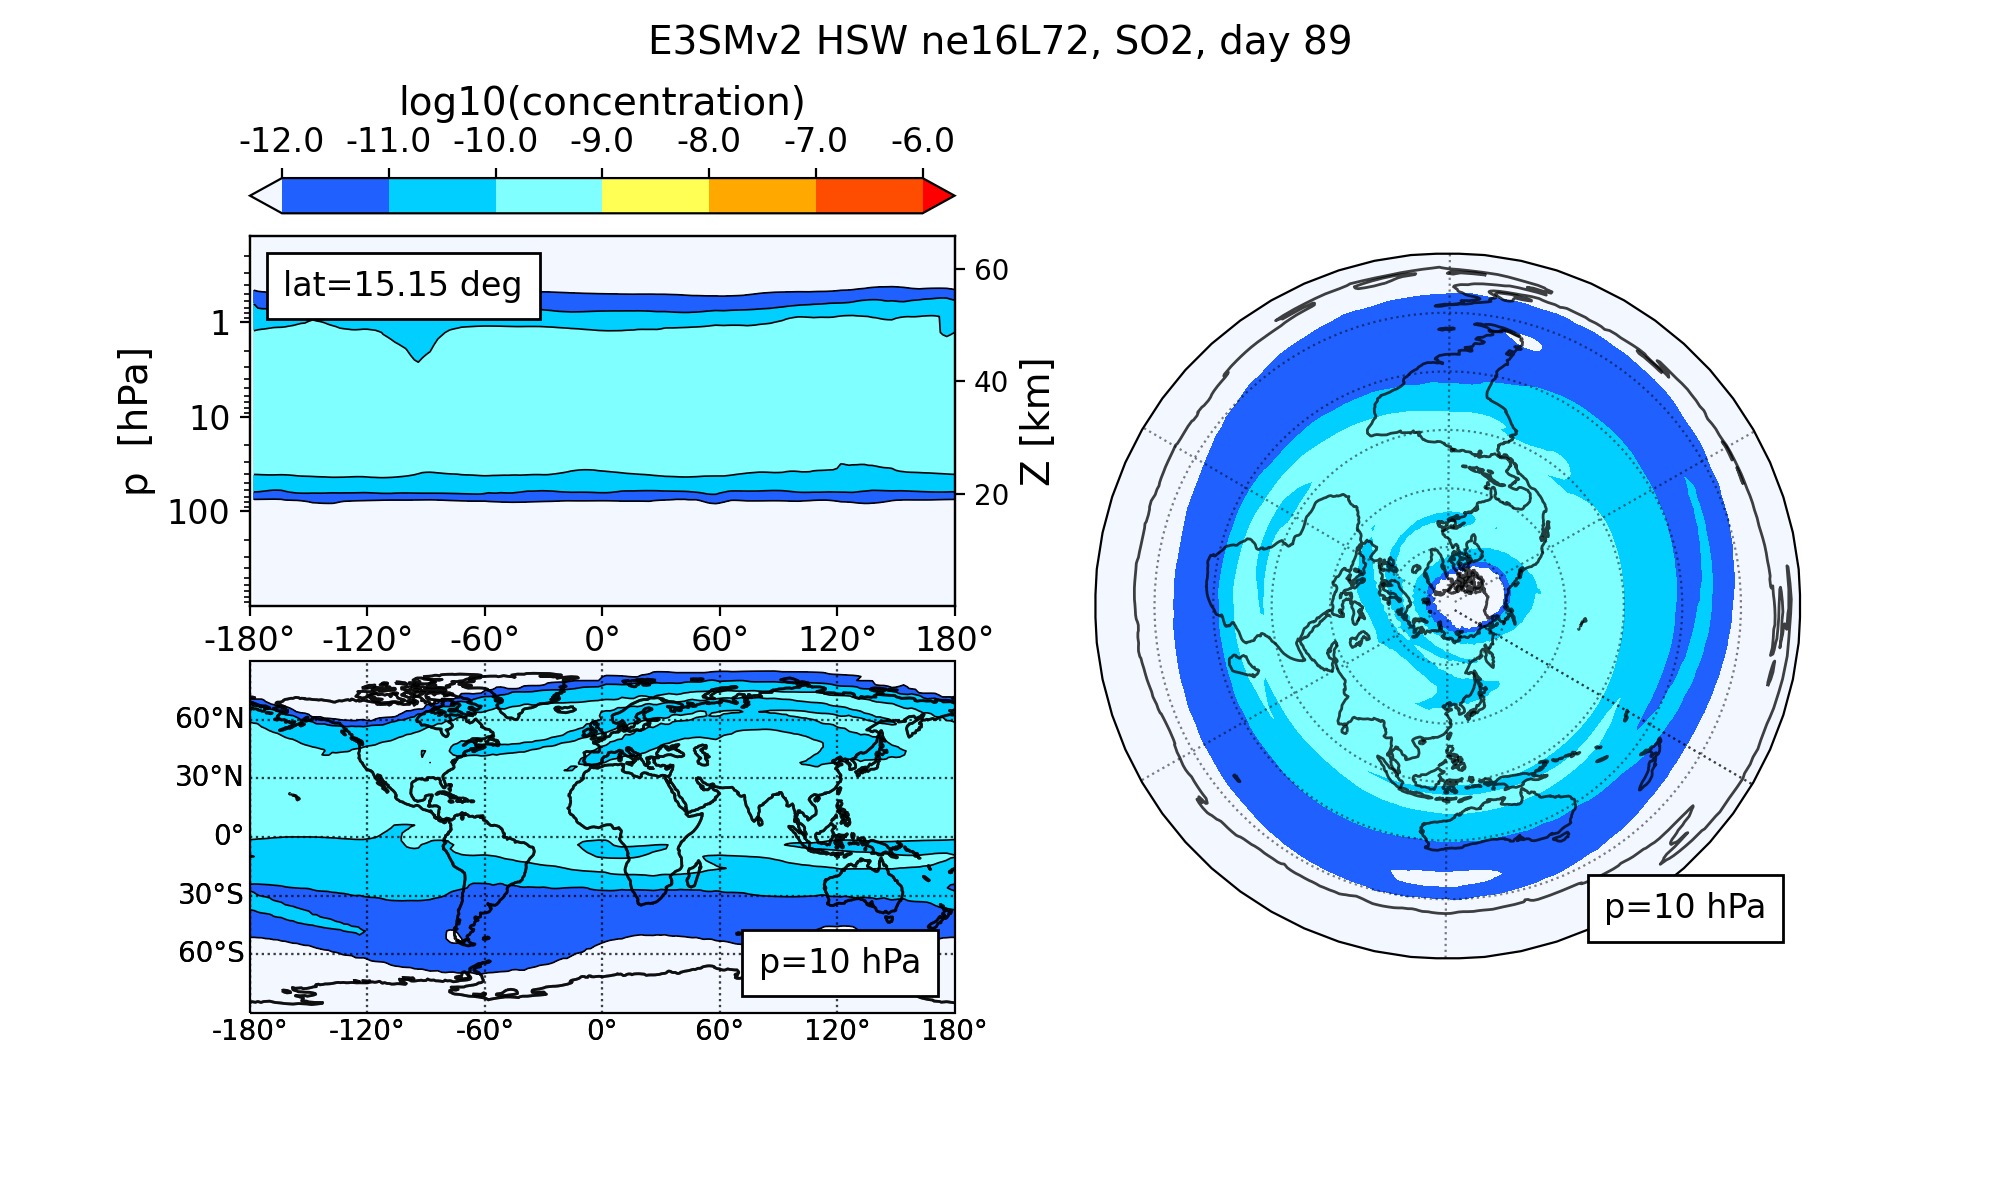 E3SMv2 HSW ne16L72, SO2, day 89
log10(concentration)
-12.0 -11.0 -10.0 -9.0 -8.0 -7.0 -6.0
lat=15.15 deg
p [hPa]
1
10
100
Z [km]
60
40
20
-180° -120° -60° 0° 60° 120° 180°
60°N
30°N
0°
30°S
60°S
p=10 hPa
-180° -120° -60° 0° 60° 120° 180°
p=10 hPa